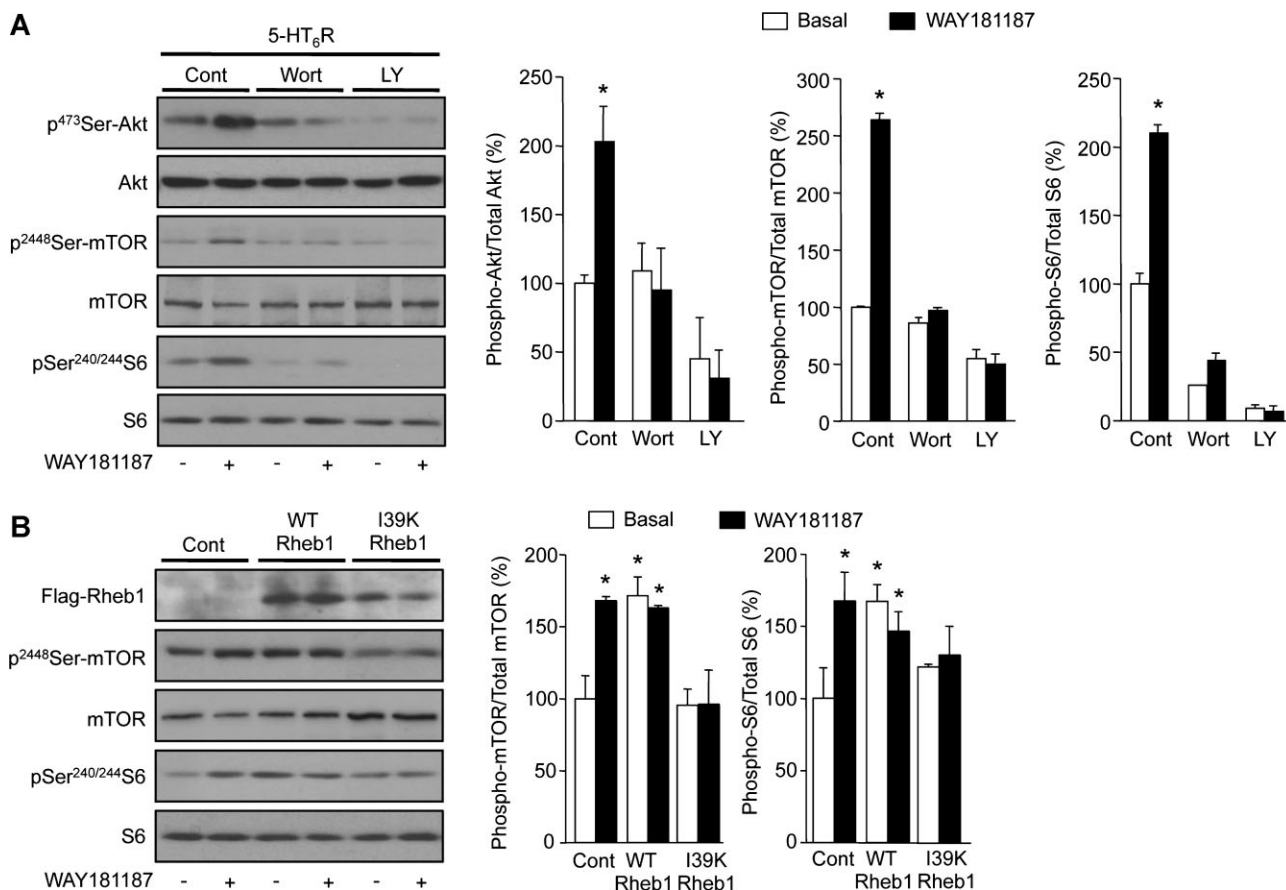 A
5-HT₆R
Cont Wort LY
p⁴⁷³Ser-Akt
Akt
p²⁴⁴⁸Ser-mTOR
mTOR
pSer²⁴⁰/²⁴⁴S6
S6
WAY181187 - + - + - +
Basal WAY181187
Phospho-Akt/Total Akt (%)
250
200
150
100
50
0
Cont Wort LY
Phospho-mTOR/Total mTOR (%)
300
250
200
150
100
50
0
Cont Wort LY
Phospho-S6/Total S6 (%)
250
200
150
100
50
0
Cont Wort LY
* * *
B
Cont WT Rheb1 I39K Rheb1
Flag-Rheb1
p²⁴⁴⁸Ser-mTOR
mTOR
pSer²⁴⁰/²⁴⁴S6
S6
WAY181187 - + - + - +
Basal WAY181187
Phospho-mTOR/Total mTOR (%)
200
150
100
50
0
* * *
Cont WT Rheb1 I39K Rheb1
Phospho-S6/Total S6 (%)
200
150
100
50
0
* * *
Cont WT Rheb1 I39K Rheb1